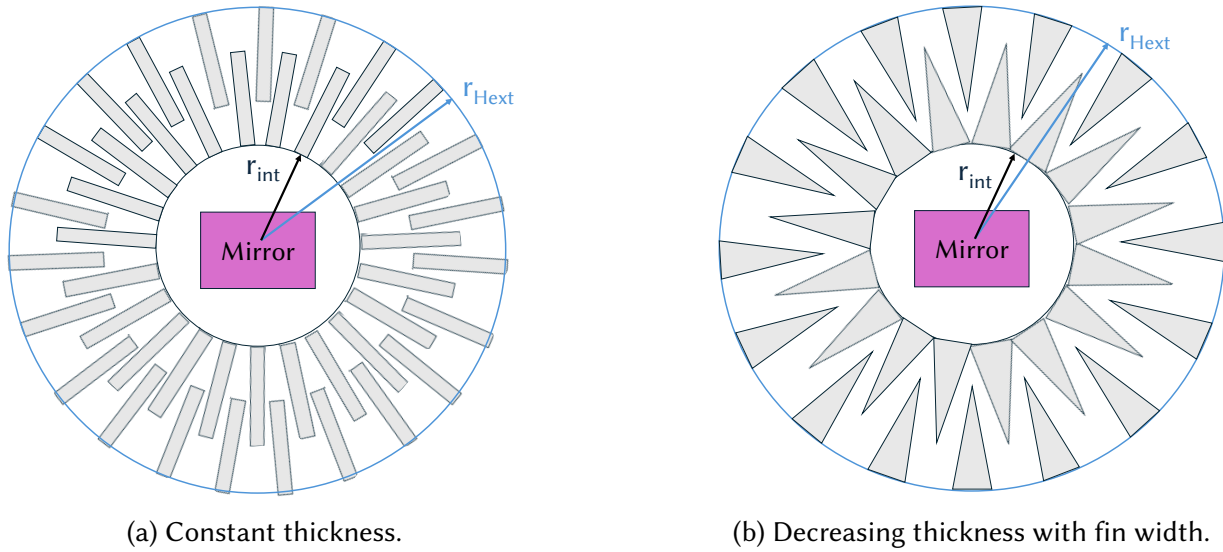 r_Hext
r_int
Mirror
(a) Constant thickness.
r_Hext
r_int
Mirror
(b) Decreasing thickness with fin width.